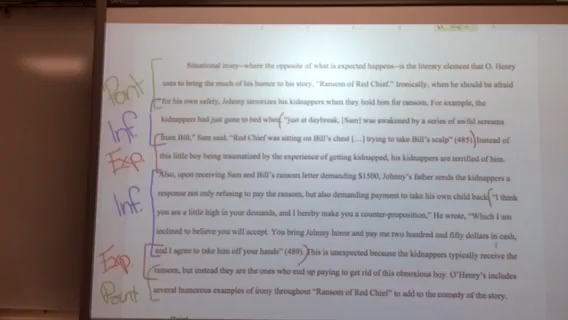 Situational irony--where the opposite of what is expected happens--is the literary element that O. Henry
Point uses to bring the much of his humor to his story, "Ransom of Red Chief." Ironically, when he should be afraid
for his own safety, Johnny terrorizes his kidnappers when they hold him for ransom. For example, the
Inf. kidnappers had just gone to bed when ("just at daybreak, [Sam] was awakened by a series of awful screams
from Bill," Sam said. "Red Chief was sitting on Bill's chest [...] trying to take Bill's scalp" (485). Instead of
Exp. this little boy being traumatized by the experience of getting kidnapped, his kidnappers are terrified of him.
Also, upon receiving Sam and Bill's ransom letter demanding $1500, Johnny's father sends the kidnappers a
Inf. response not only refusing to pay the ransom, but also demanding payment to take his own child back. ("I think
you are a little high in your demands, and I hereby make you a counter-proposition," He wrote, "Which I am
inclined to believe you will accept. You bring Johnny home and pay me two hundred and fifty dollars in cash,
Exp. and I agree to take him off your hands" (489). This is unexpected because the kidnappers typically receive the
ransom, but instead they are the ones who end up paying to get rid of this obnoxious boy. O'Henry's includes
Point several humorous examples of irony throughout "Ransom of Red Chief" to add to the comedy of the story.